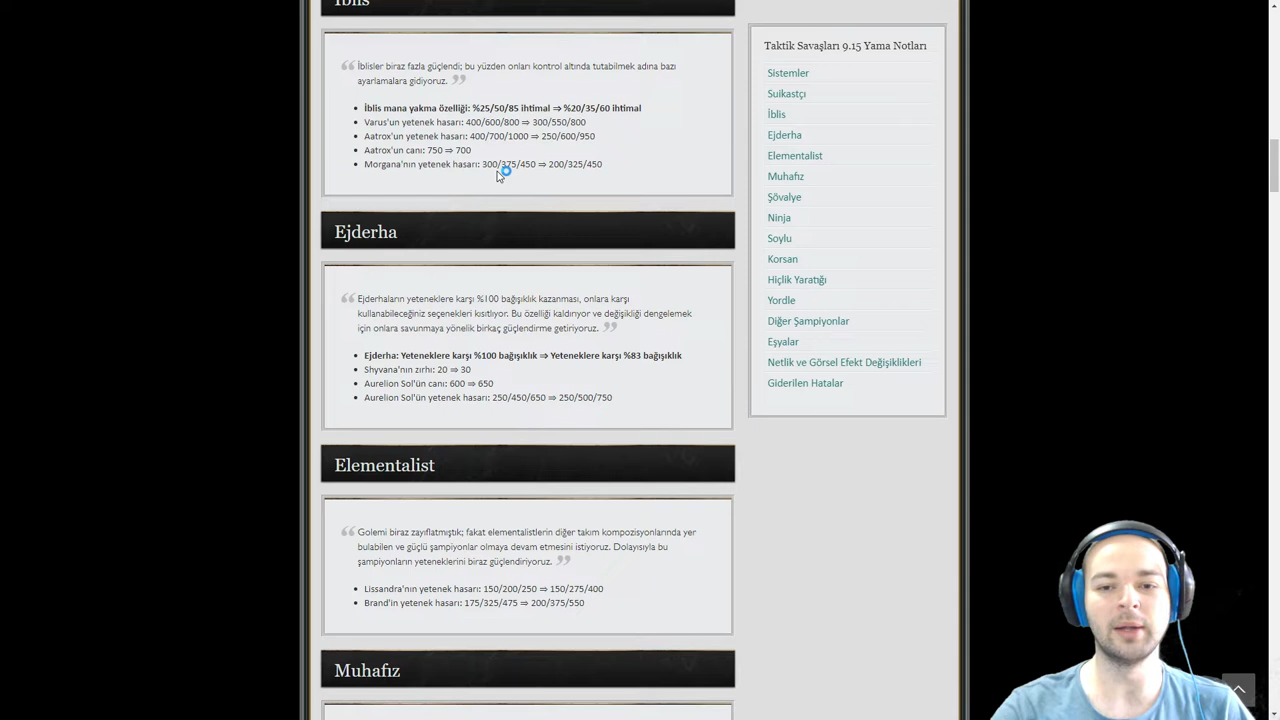 İblis
İblisler biraz fazla güçlendi; bu yüzden onları kontrol altında tutabilmek adına bazı
ayarlamalara gidiyoruz.
İblis mana yakma özelliği: %25/50/85 ihtimal ⇒ %20/35/60 ihtimal
Varus'un yetenek hasarı: 400/600/800 ⇒ 300/550/800
Aatrox'un yetenek hasarı: 400/700/1000 ⇒ 250/600/950
Aatrox'un canı: 750 ⇒ 700
Morgana'nın yetenek hasarı: 300/375/450 ⇒ 200/325/450
Ejderha
Ejderhaların yeteneklere karşı %100 bağışıklık kazanması, onlara karşı
kullanabileceğiniz seçenekleri kısıtlıyor. Bu özelliği kaldırıyor ve değişikliği dengelemek
için onlara savunmaya yönelik birkaç güçlendirme getiriyoruz.
Ejderha: Yeteneklere karşı %100 bağışıklık ⇒ Yeteneklere karşı %83 bağışıklık
Shyvana'nın zırhı: 20 ⇒ 30
Aurelion Sol'ün canı: 600 ⇒ 650
Aurelion Sol'ün yetenek hasarı: 250/450/650 ⇒ 250/500/750
Elementalist
Golemi biraz zayıflatmıştık; fakat elementalistlerin diğer takım kompozisyonlarında yer
bulabilen ve güçlü şampiyonlar olmaya devam etmesini istiyoruz. Dolayısıyla bu
şampiyonların yeteneklerini biraz güçlendiriyoruz.
Lissandra'nın yetenek hasarı: 150/200/250 ⇒ 150/275/400
Brand'in yetenek hasarı: 175/325/475 ⇒ 200/375/550
Muhafız
Taktik Savaşları 9.15 Yama Notları
Sistemler
Suikastçı
İblis
Ejderha
Elementalist
Muhafız
Şövalye
Ninja
Soylu
Korsan
Hiçlik Yaratığı
Yordle
Diğer Şampiyonlar
Eşyalar
Netlik ve Görsel Efekt Değişiklikleri
Giderilen Hatalar